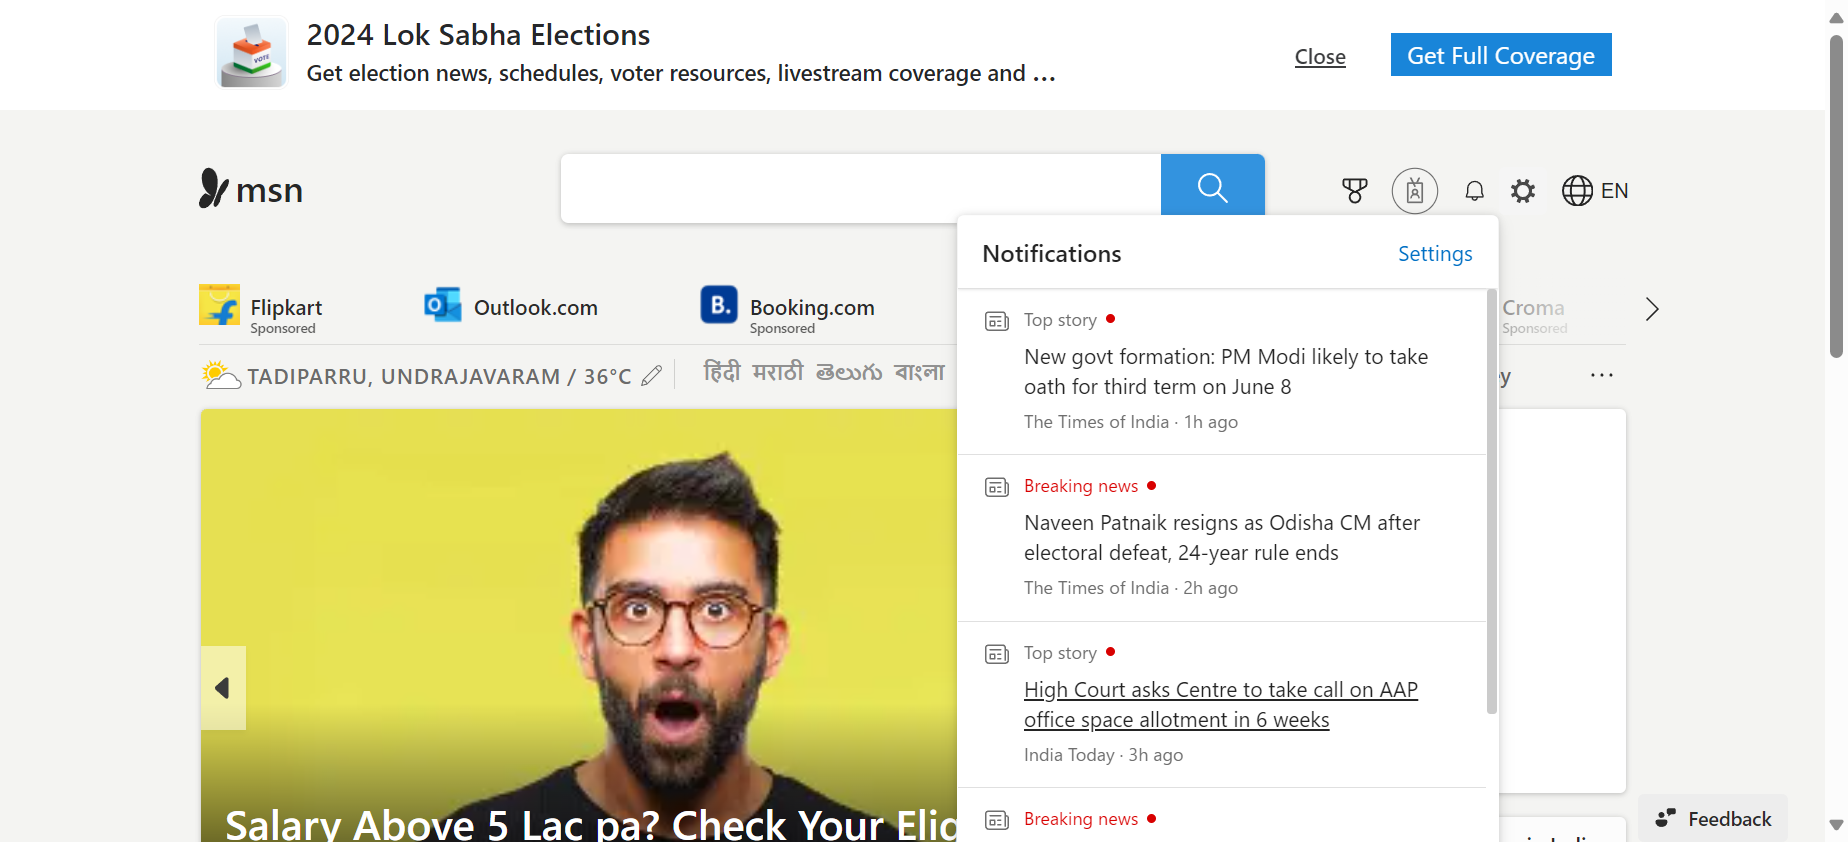 2024 Lok Sabha Elections
Get election news, schedules, voter resources, livestream coverage and ...
Close
Get Full Coverage
VOTE
msn
EN
Notifications
Settings
Flipkart
Sponsored
Outlook.com
B.
Booking.com
Sponsored
Croma
Sponsored
TADIPARRU, UNDRAJAVARAM / 36°C
हिंदी मराठी తెలుగు বাংলা
Top story
New govt formation: PM Modi likely to take
oath for third term on June 8
The Times of India · 1h ago
Breaking news
Naveen Patnaik resigns as Odisha CM after
electoral defeat, 24-year rule ends
The Times of India · 2h ago
Top story
High Court asks Centre to take call on AAP
office space allotment in 6 weeks
India Today · 3h ago
Breaking news
Salary Above 5 Lac pa? Check Your
Feedback